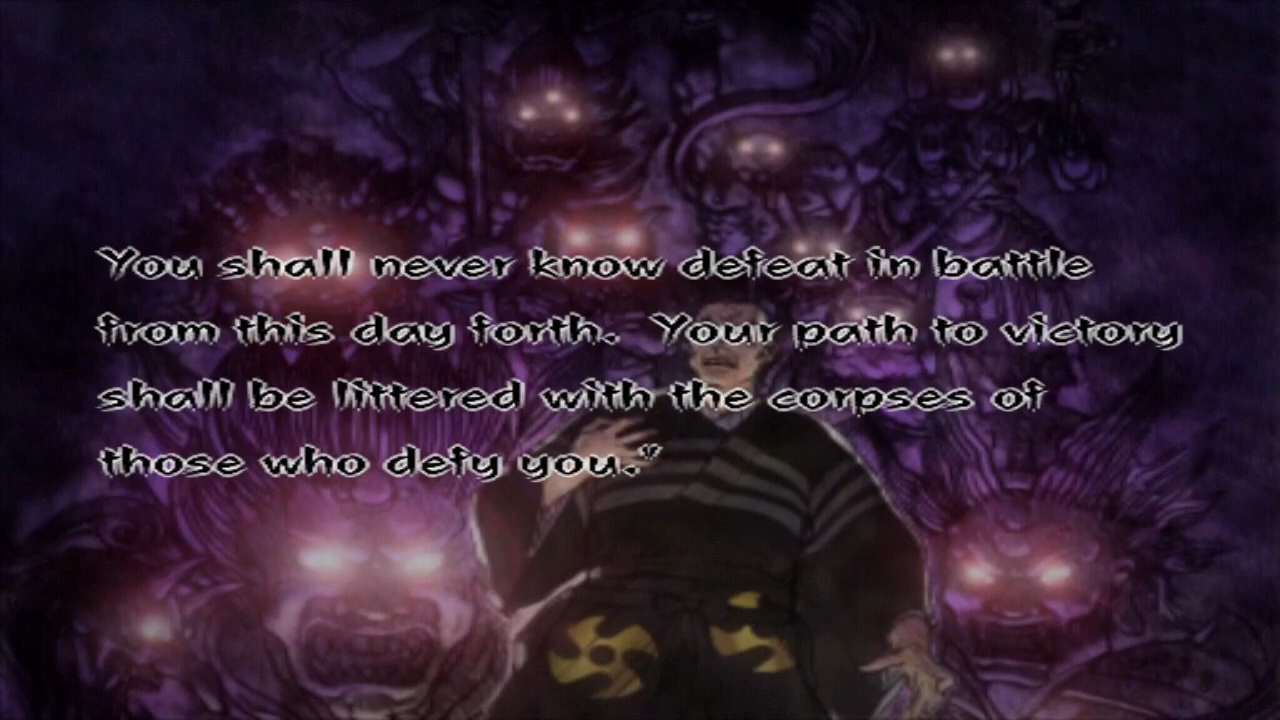 You shall never know defeat in battle
from this day forth.  Your path to victory
shall be littered with the corpses of
those who defy you."